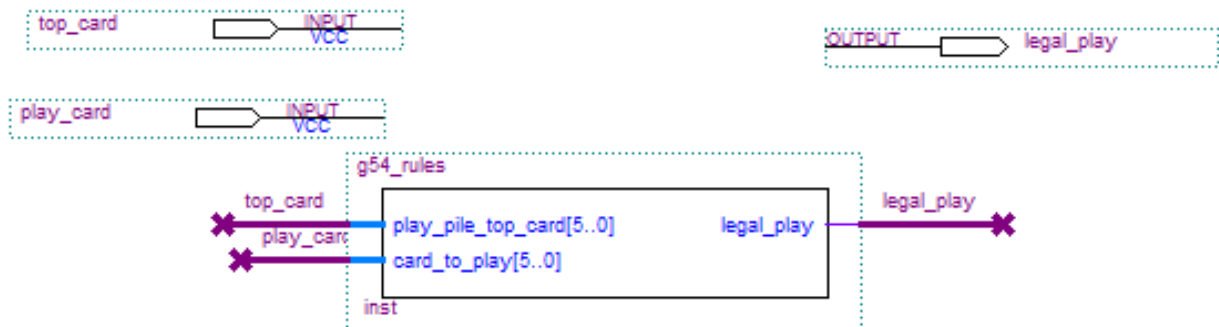 top_card
INPUT
VCC
OUTPUT
legal_play
play_card
INPUT
VCC
g54_rules
top_card
play_pile_top_card[5..0]
legal_play
legal_play
play_card
card_to_play[5..0]
inst